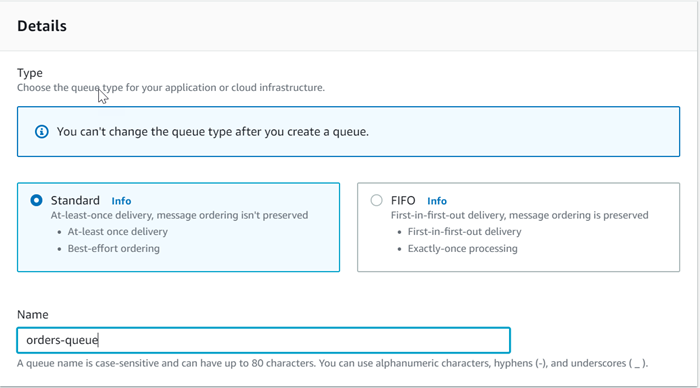 Details
Type
Choose the queue type for your application or cloud infrastructure.
You can't change the queue type after you create a queue.
Standard Info
At-least-once delivery, message ordering isn't preserved
• At-least once delivery
• Best-effort ordering
FIFO Info
First-in-first-out delivery, message ordering is preserved
• First-in-first-out delivery
• Exactly-once processing
Name
orders-queue
A queue name is case-sensitive and can have up to 80 characters. You can use alphanumeric characters, hyphens (-), and underscores ( _ ).